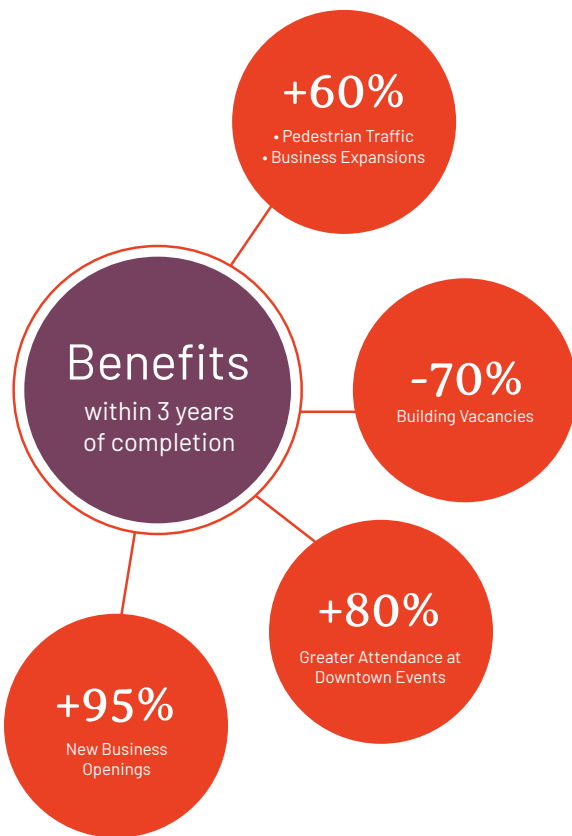 +60%
• Pedestrian Traffic
• Business Expansions
Benefits
within 3 years
of completion
-70%
Building Vacancies
+80%
Greater Attendance at
Downtown Events
+95%
New Business
Openings